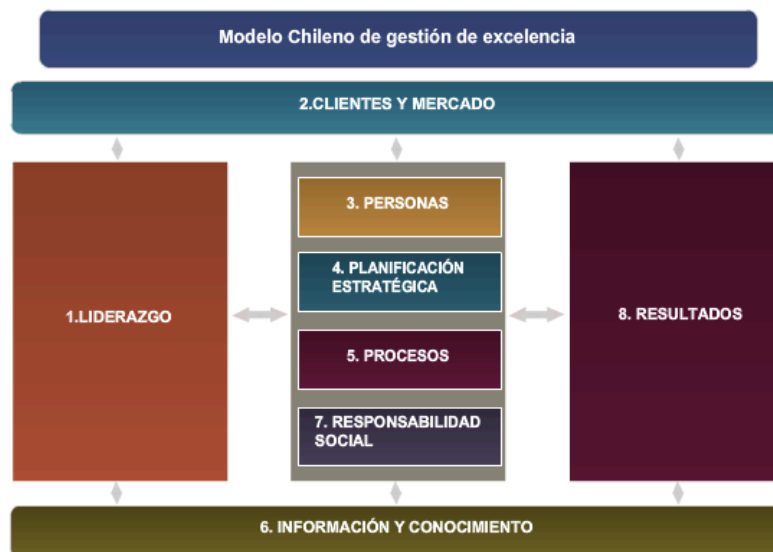 Modelo Chileno de gestión de excelencia
2.CLIENTES Y MERCADO
1.LIDERAZGO
3. PERSONAS
4. PLANIFICACIÓN
ESTRATÉGICA
5. PROCESOS
7. RESPONSABILIDAD
SOCIAL
8. RESULTADOS
6. INFORMACIÓN Y CONOCIMIENTO